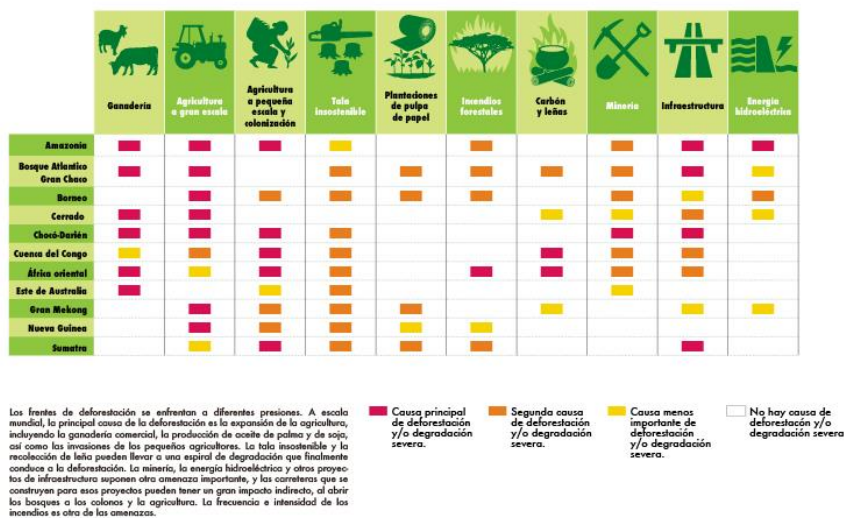 Ganadería
Agricultura
a gran escala
Agricultura
a pequeña
escala y
colonización
Tala
insostenible
Plantaciones
de pulpa
de papel
Incendios
forestales
Carbón
y leñas
Minería
Infraestructura
Energía
hidroeléctrica
Amazonia
Bosque Atlantico
Gran Chaco
Borneo
Cerrado
Chocó-Darién
Cuenca del Congo
África oriental
Este de Australia
Gran Mekong
Nueva Guinea
Sumatra
Los frentes de deforestación se enfrentan a diferentes presiones. A escala
mundial, la principal causa de la deforestación es la expansión de la agricultura,
incluyendo la ganadería comercial, la producción de aceite de palma y de soja,
así como las invasiones de los pequeños agricultores. La tala insostenible y la
recolección de leña pueden llevar a una espiral de degradación que finalmente
conduce a la deforestación. La minería, la energía hidroeléctrica y otros proyec-
tos de infraestructura suponen otra amenaza importante, y las carreteras que se
construyen para esos proyectos pueden tener un gran impacto indirecto, al abrir
los bosques a los colonos y la agricultura. La frecuencia e intensidad de los
incendios es otra de las amenazas.
Causa principal
de deforestación
y/o degradación
severa.
Segunda causa
de deforestación
y/o degradación
severa.
Causa menos
importante de
deforestación
y/o degradación
severa.
No hay causa de
deforestacón y/o
degradación severa